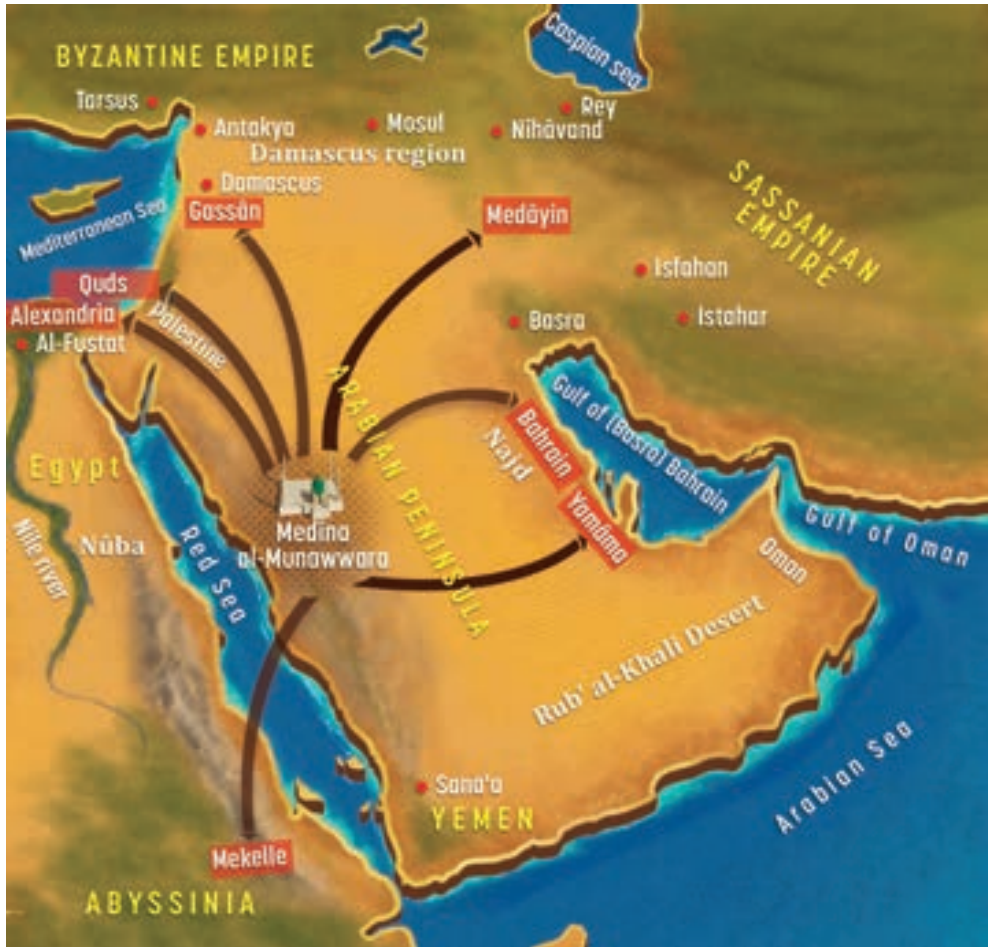 BYZANTINE EMPIRE
Caspian sea
Tarsus
Rey
Antakya
Mosul
Nihâvand
Damascus region
SASSANIAN
EMPIRE
Damascus
Gassân
Medâyin
Mediterranean Sea
Isfahan
Quds
Alexandria
Palestine
Istahar
Basra
Al-Fustat
ARABIAN PENINSULA
Gulf of (Basra) Bahrain
Bahrain
Najd
Egypt
Yamâma
Gulf of Oman
Medina
al-Munawwara
Nûba
Nile river
Red Sea
Oman
Rub' al-Khali Desert
Sana'a
YEMEN
Arabian Sea
Mekelle
ABYSSINIA